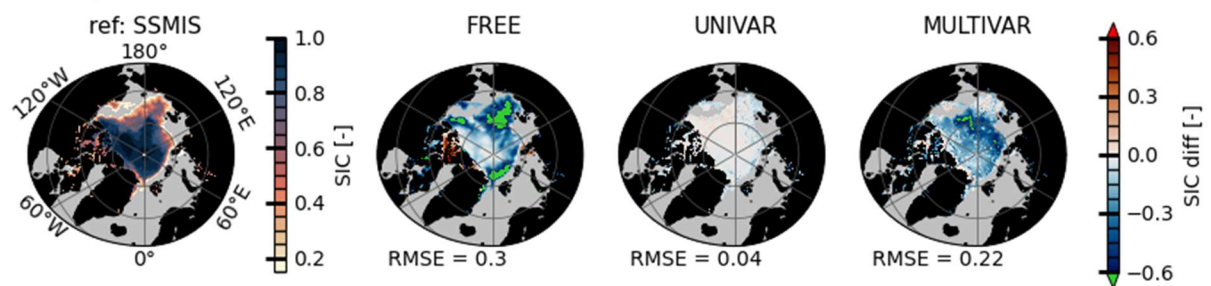 ref: SSMIS
FREE
UNIVAR
MULTIVAR
180°
120°W
120°E
60°W
60°E
0°
1.0
0.8
0.6
0.4
0.2
SIC [-]
RMSE = 0.3
RMSE = 0.04
RMSE = 0.22
0.6
0.3
0.0
−0.3
−0.6
SIC diff [-]